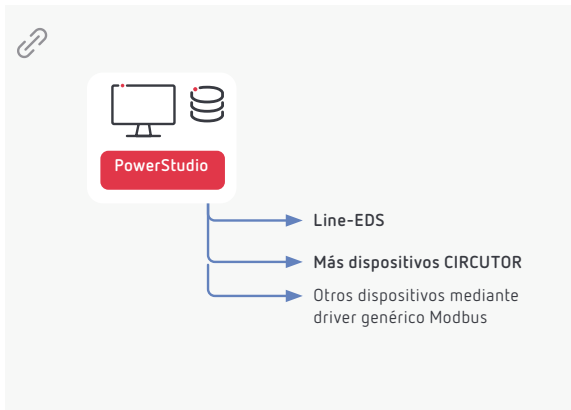 PowerStudio
Line-EDS
Más dispositivos CIRCUTOR
Otros dispositivos mediante
driver genérico Modbus